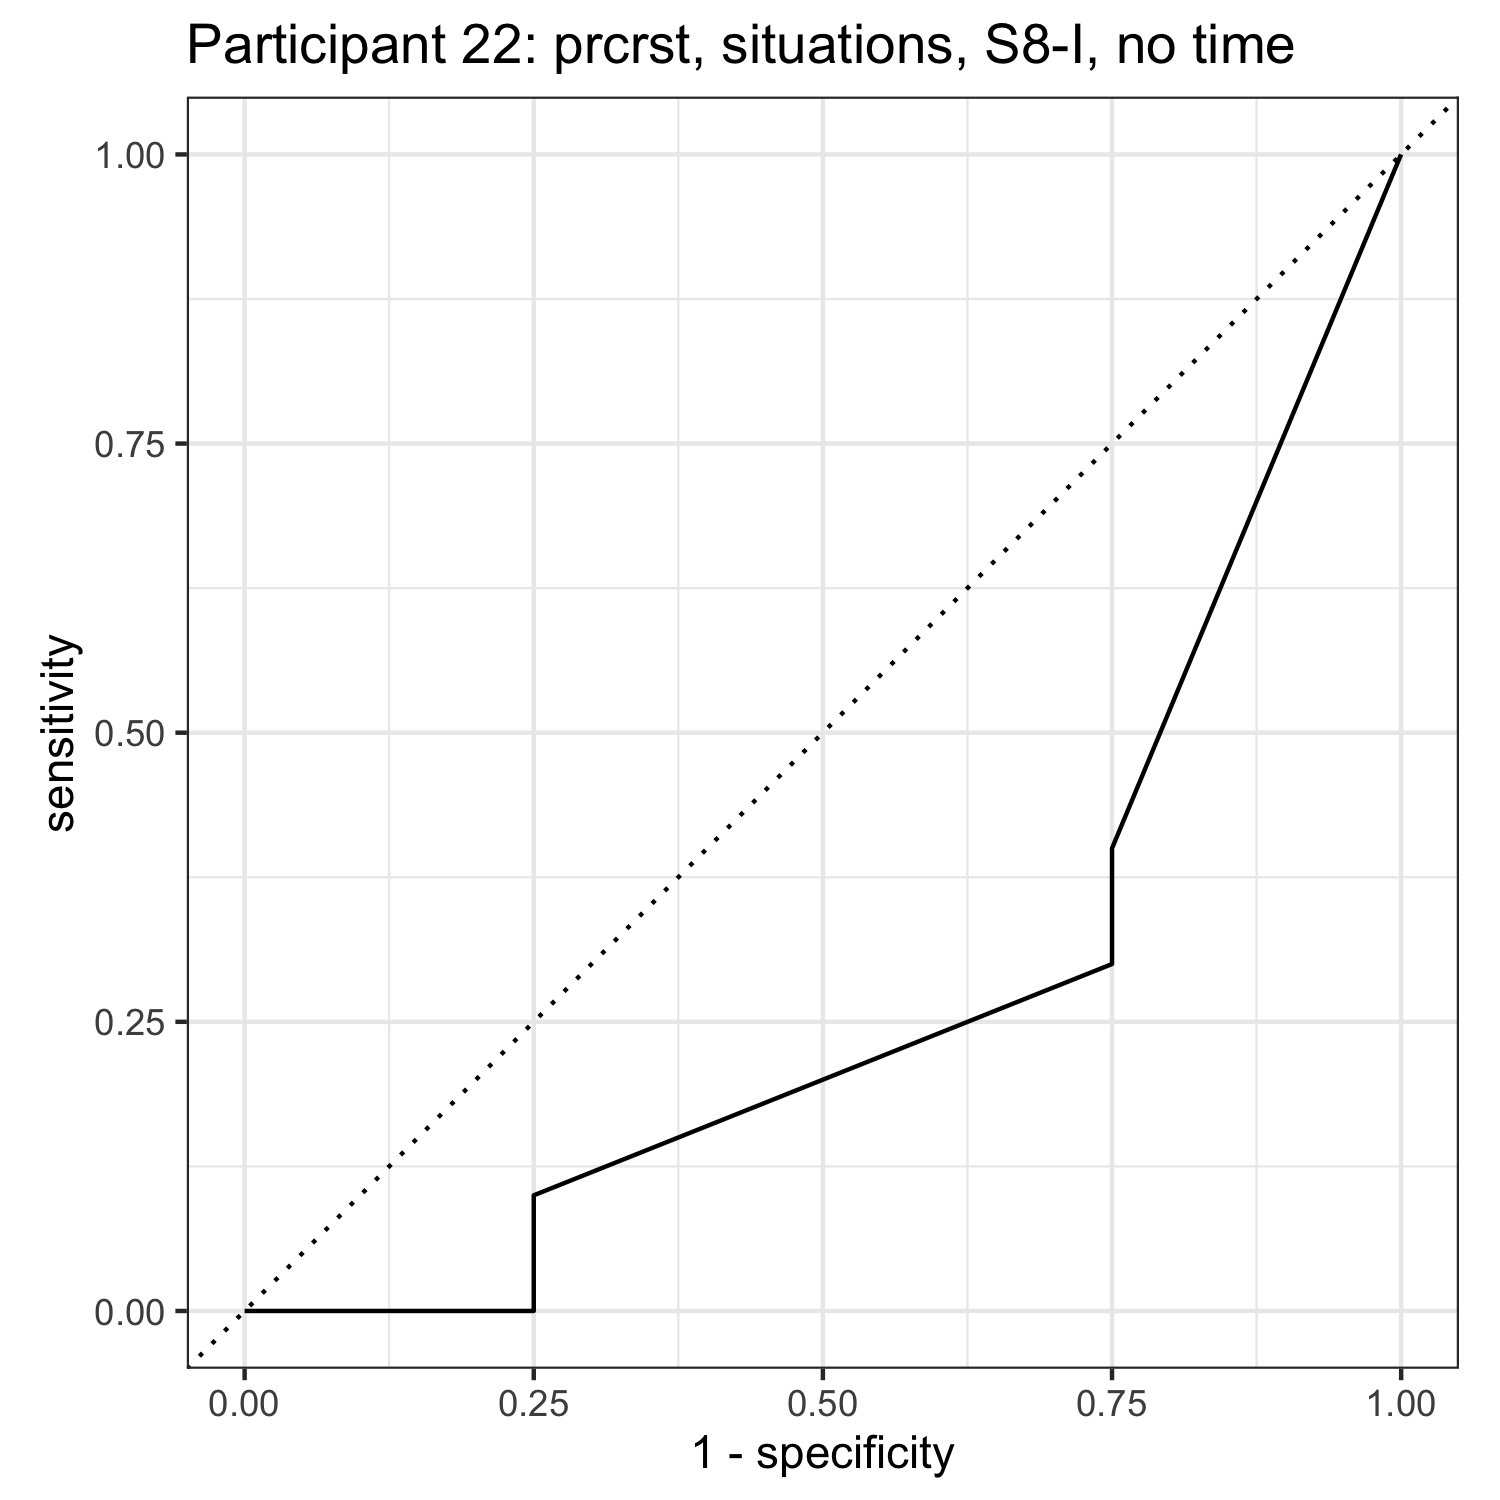 Participant 22: prcrst, situations, S8-I, no time
1.00
0.75
0.50
0.25
0.00
sensitivity
0.00 0.25 0.50 0.75 1.00
1 - specificity